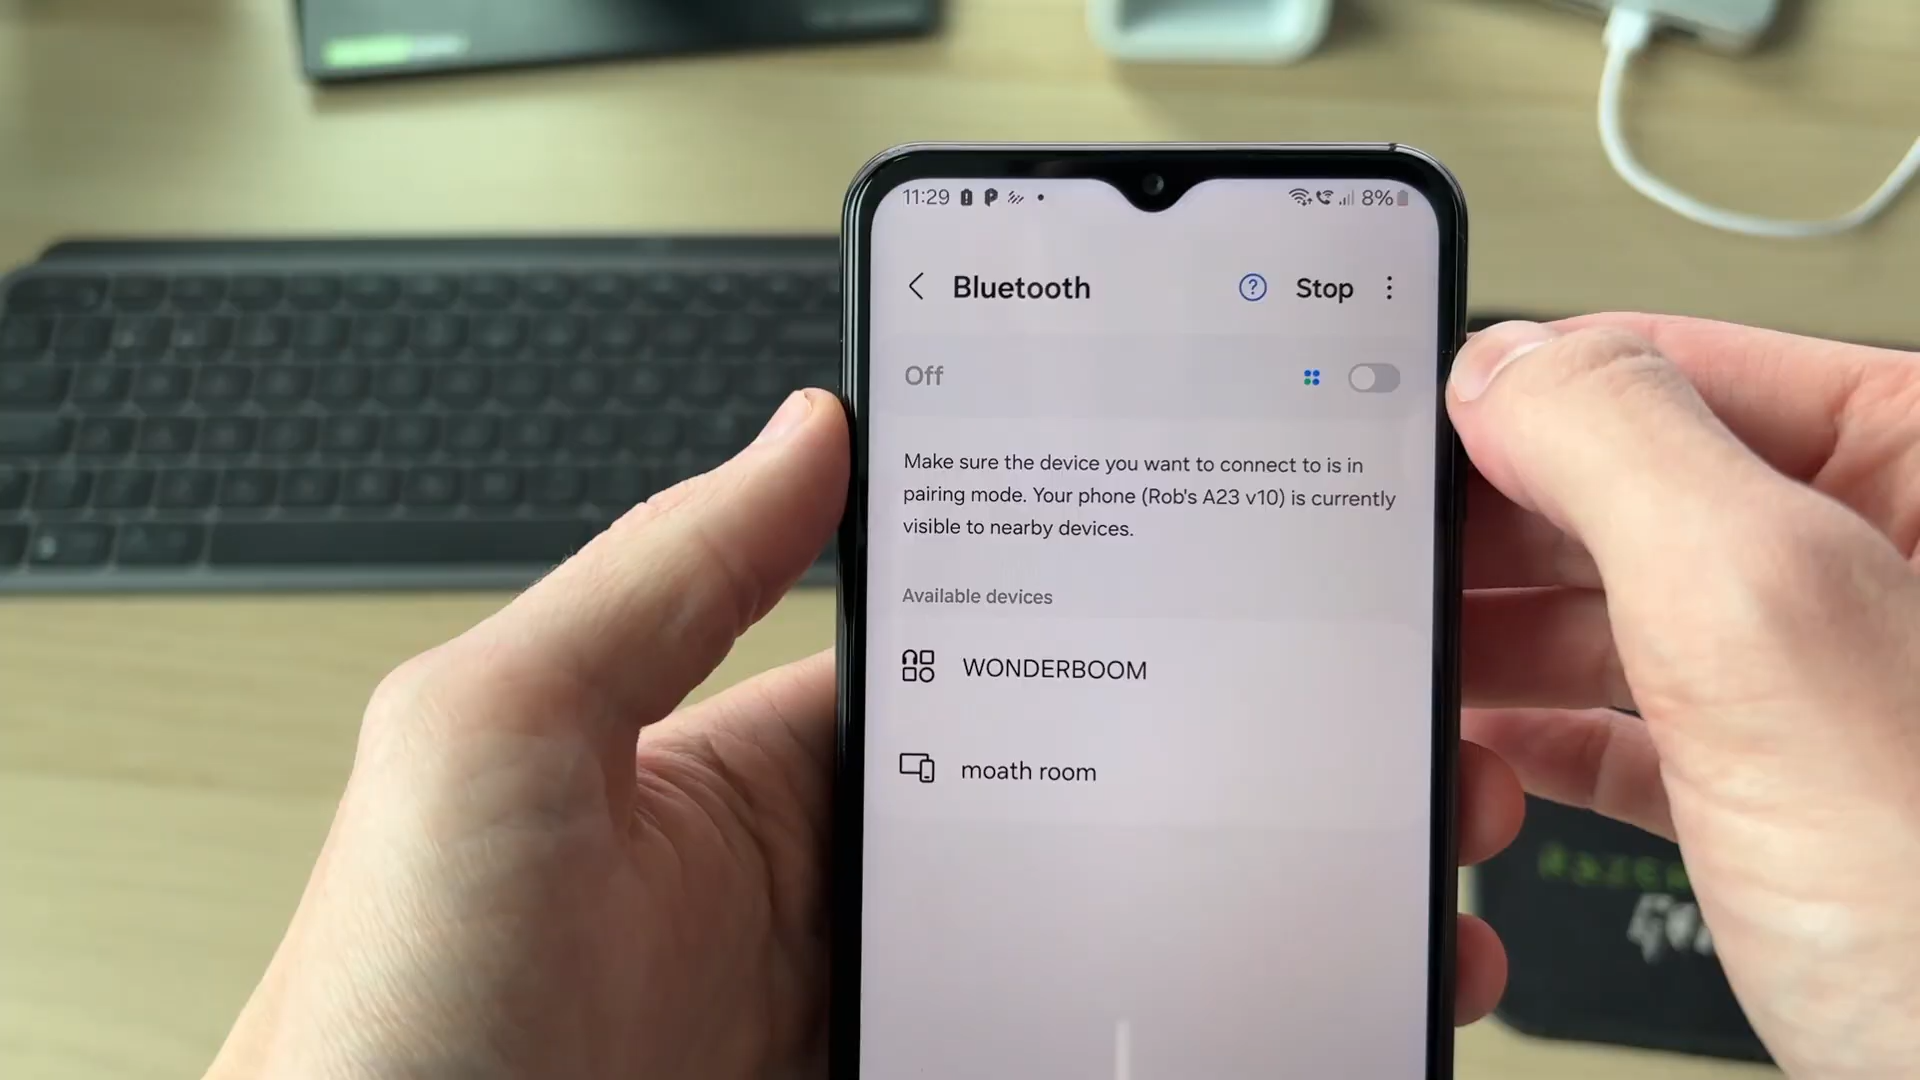 11:29
8%
Bluetooth
Stop
Off
Make sure the device you want to connect to is in
pairing mode. Your phone (Rob's A23 v10) is currently
visible to nearby devices.
Available devices
WONDERBOOM
moath room
RAZER